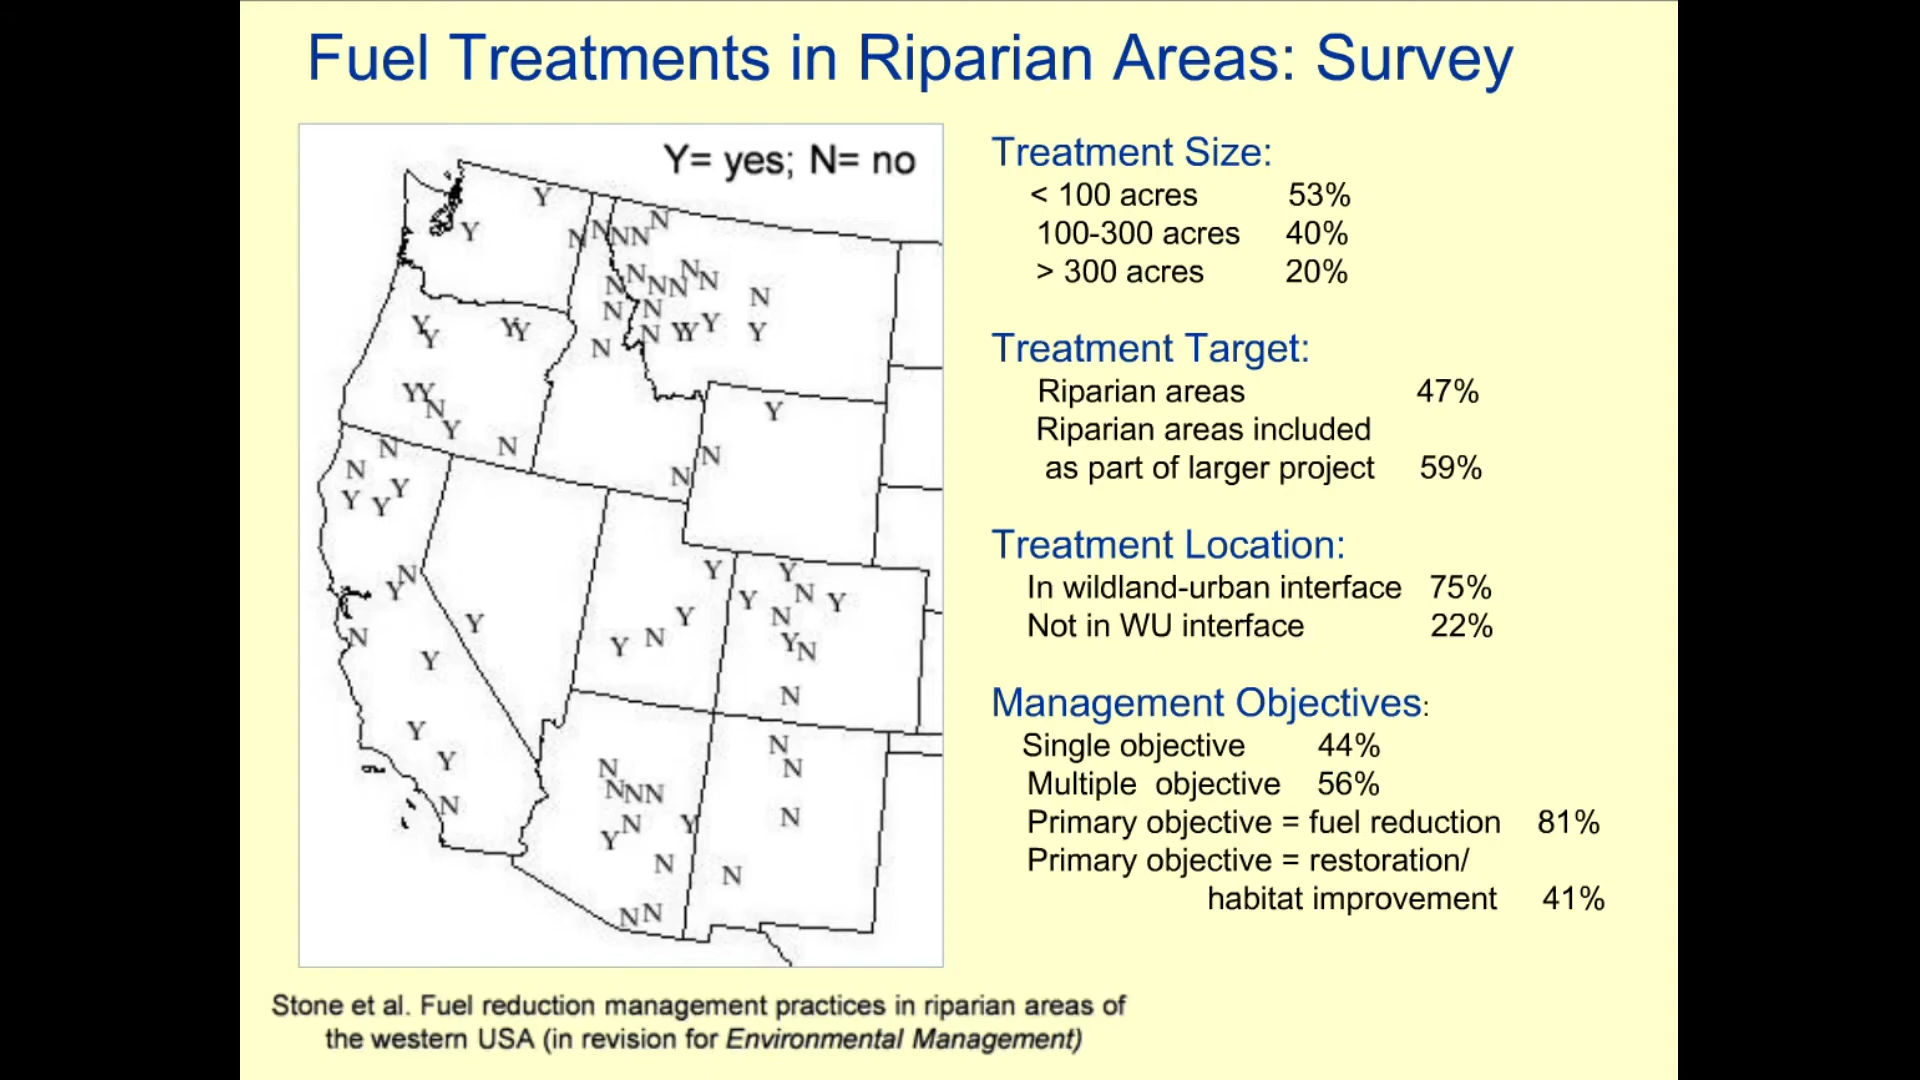 Fuel Treatments in Riparian Areas: Survey
Y= yes; N= no
Y
Y
N
N
N N
N
N
N
N N
N
N
N
N
N
N
N
N
Y Y
Y
Y
N
Y
Y
Y Y
Y Y
N
Y
N
N
N
Y
Y
Y
N
Y
N
Y
Y
Y
Y
N
Y
N
N
Y
Y
Y
N
Y
Y
N
Y
N
Y
N
N
N
N
N
N
N
N N N
N
Y
Y
N
N
N N
Treatment Size:
< 100 acres 53%
100-300 acres 40%
> 300 acres 20%
Treatment Target:
Riparian areas 47%
Riparian areas included
as part of larger project 59%
Treatment Location:
In wildland-urban interface 75%
Not in WU interface 22%
Management Objectives:
Single objective 44%
Multiple objective 56%
Primary objective = fuel reduction 81%
Primary objective = restoration/
habitat improvement 41%
Stone et al. Fuel reduction management practices in riparian areas of
the western USA (in revision for Environmental Management)